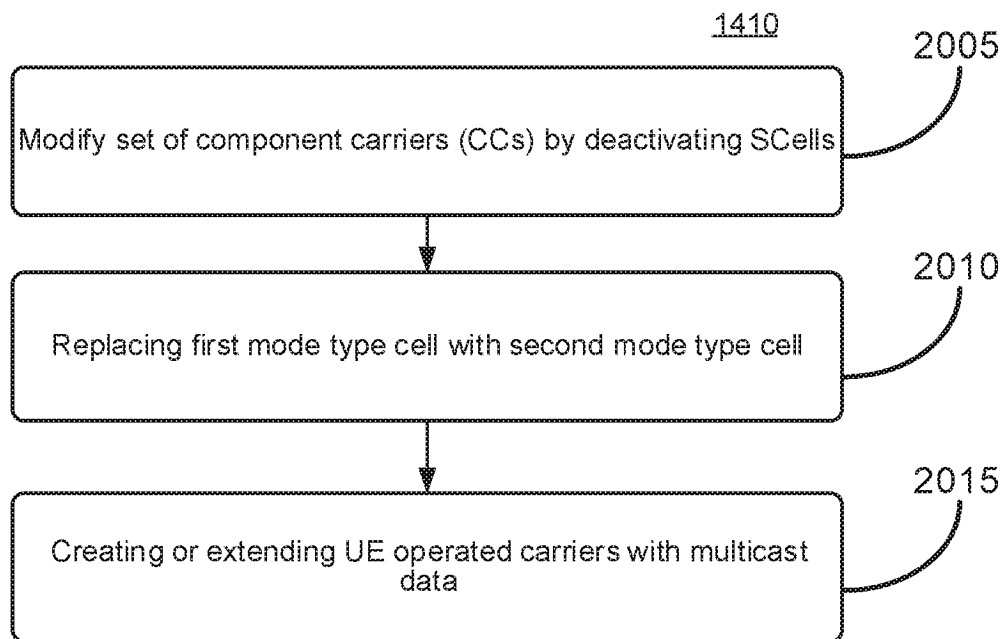 1410
2005
Modify set of component carriers (CCs) by deactivating SCells
2010
Replacing first mode type cell with second mode type cell
2015
Creating or extending UE operated carriers with multicast
data